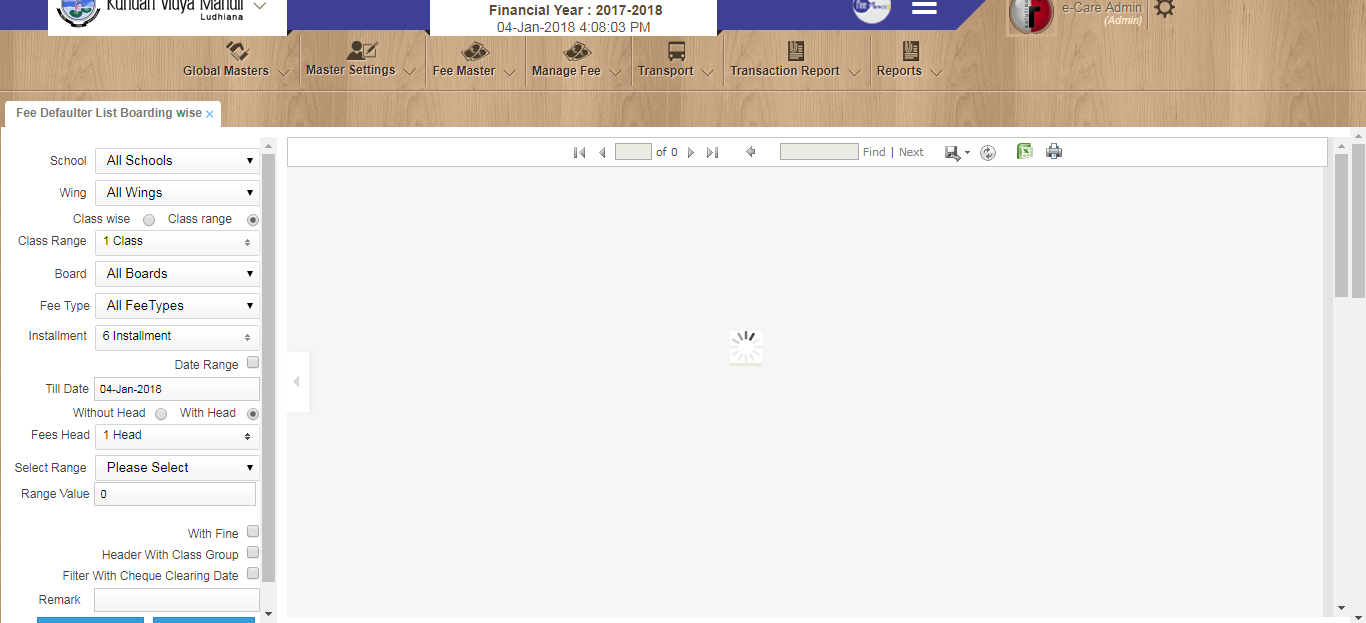 Kundan Vidya Mandir
Ludhiana
Financial Year : 2017-2018
04-Jan-2018 4:08:03 PM
e-Care Admin
(Admin)
Global Masters
Master Settings
Fee Master
Manage Fee
Transport
Transaction Report
Reports
Fee Defaulter List Boarding wise ×
of 0
Find | Next
School All Schools
Wing All Wings
Class wise Class range
Class Range 1 Class
Board All Boards
Fee Type All FeeTypes
Installment 6 Installment
Date Range
Till Date 04-Jan-2018
Without Head With Head
Fees Head 1 Head
Select Range Please Select
Range Value 0
With Fine
Header With Class Group
Filter With Cheque Clearing Date
Remark